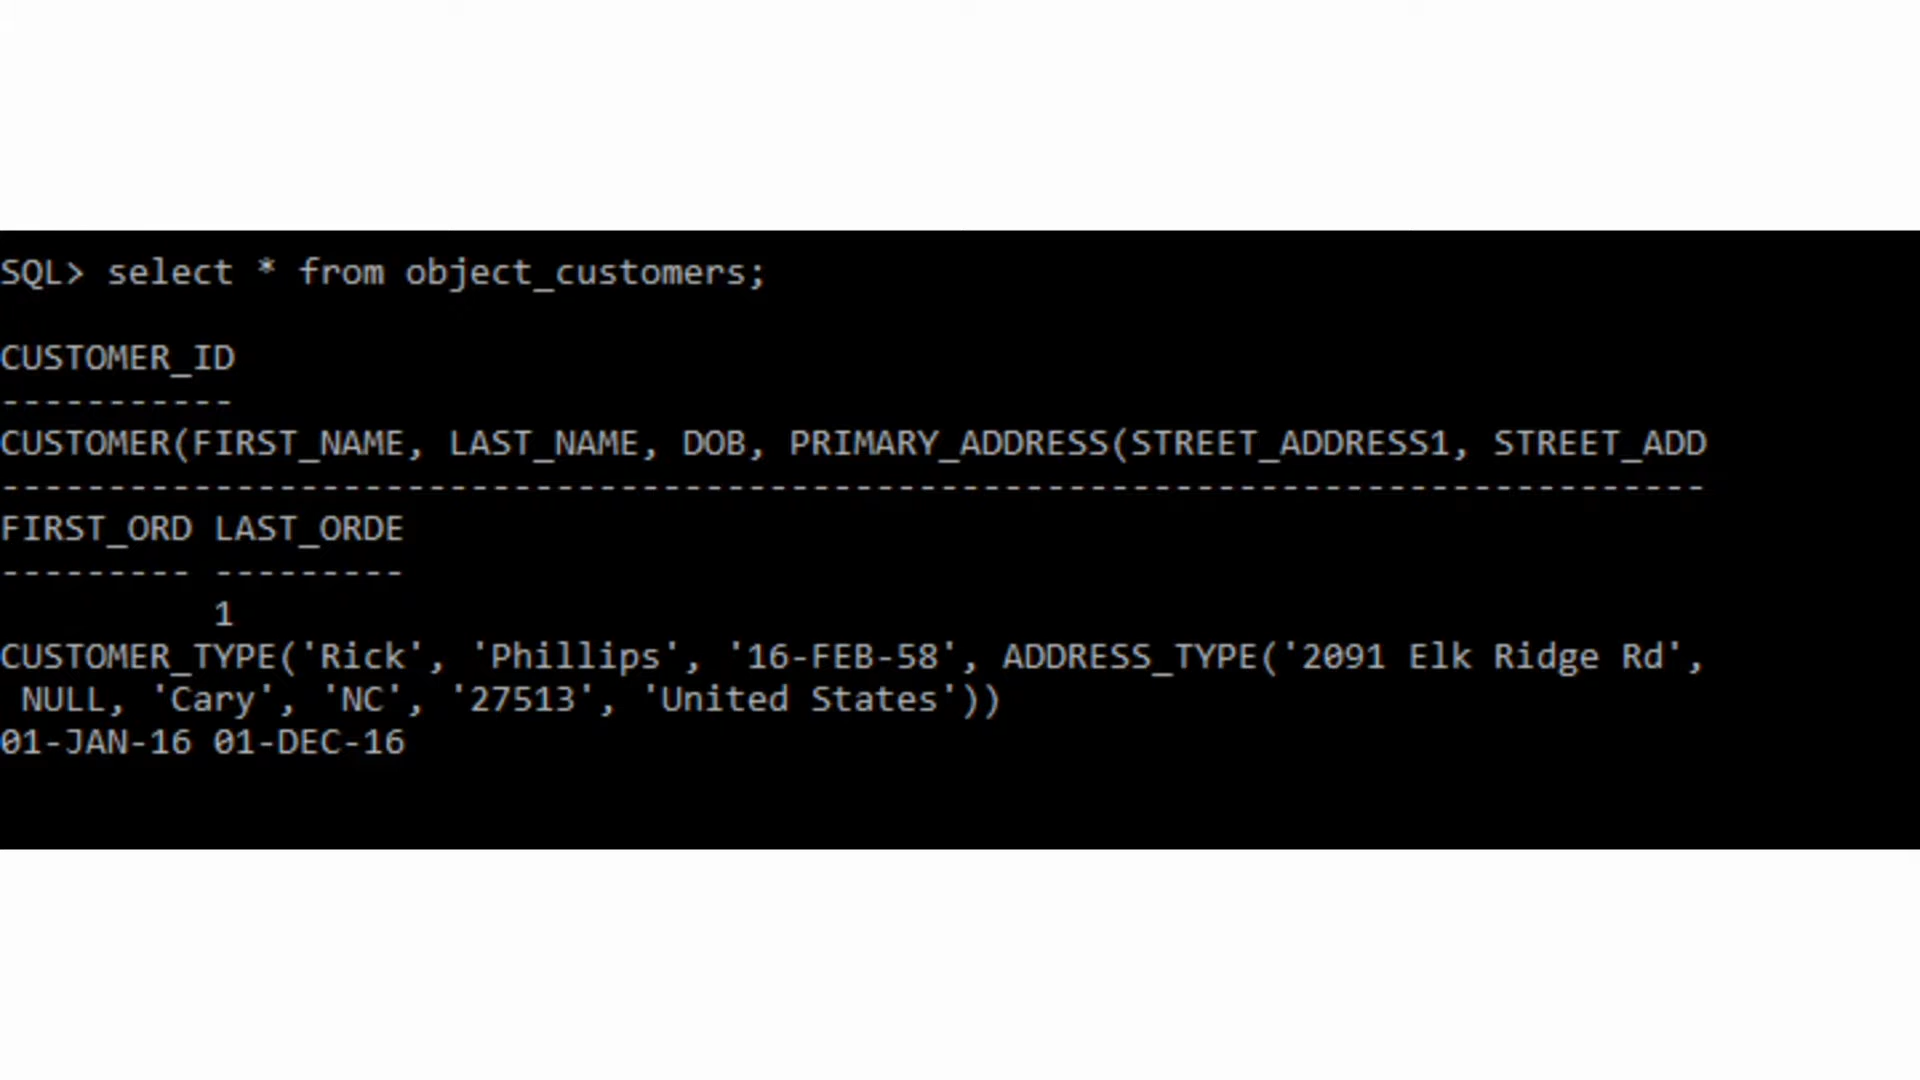 SQL> select * from object_customers;
CUSTOMER_ID
-----------
CUSTOMER(FIRST_NAME, LAST_NAME, DOB, PRIMARY_ADDRESS(STREET_ADDRESS1, STREET_ADD
--------------------------------------------------------------------------------
FIRST_ORD LAST_ORDE
--------- ---------
          1
CUSTOMER_TYPE('Rick', 'Phillips', '16-FEB-58', ADDRESS_TYPE('2091 Elk Ridge Rd',
 NULL, 'Cary', 'NC', '27513', 'United States'))
01-JAN-16 01-DEC-16